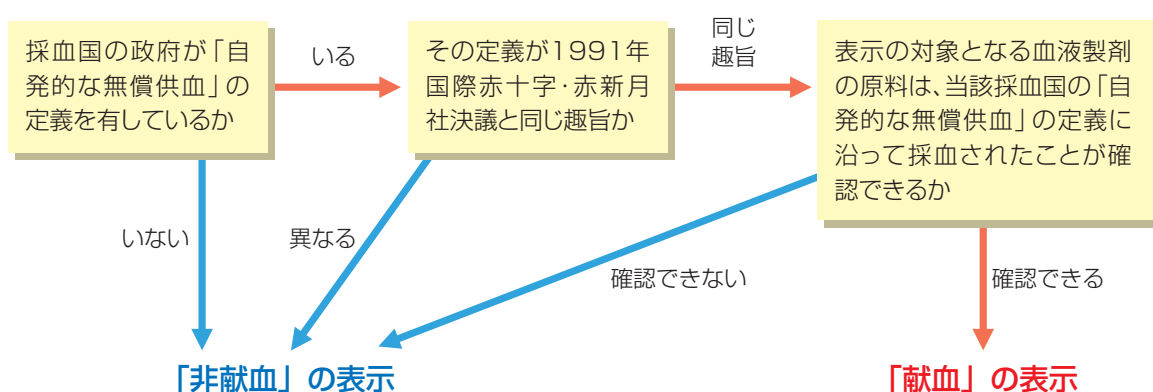 採血国の政府が「自
発的な無償供血」の
定義を有しているか
いる
その定義が1991年
国際赤十字・赤新月
社決議と同じ趣旨か
同じ
趣旨
表示の対象となる血液製剤
の原料は、当該採血国の「自
発的な無償供血」の定義に
沿って採血されたことが確
認できるか
いない
異なる
確認できない
確認できる
「非献血」の表示
「献血」の表示